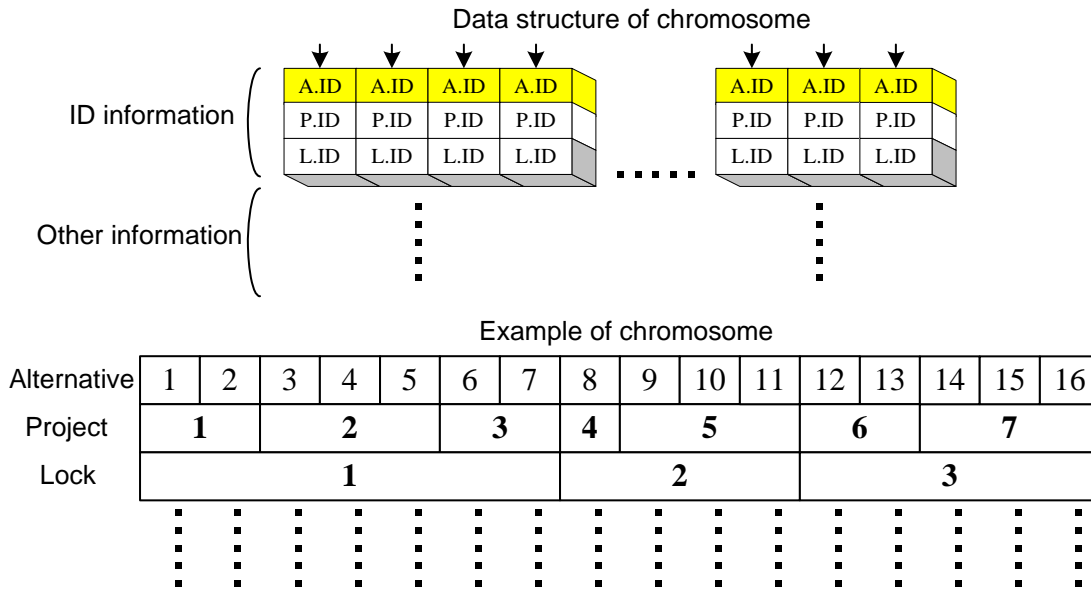 Data structure of chromosome
A.ID A.ID A.ID A.ID A.ID A.ID A.ID
ID information
P.ID P.ID P.ID P.ID P.ID P.ID P.ID
L.ID L.ID L.ID L.ID L.ID L.ID L.ID
Other information
Example of chromosome
Alternative 1 2 3 4 5 6 7 8 9 10 11 12 13 14 15 16
Project 1 2 3 4 5 6 7
Lock 1 2 3